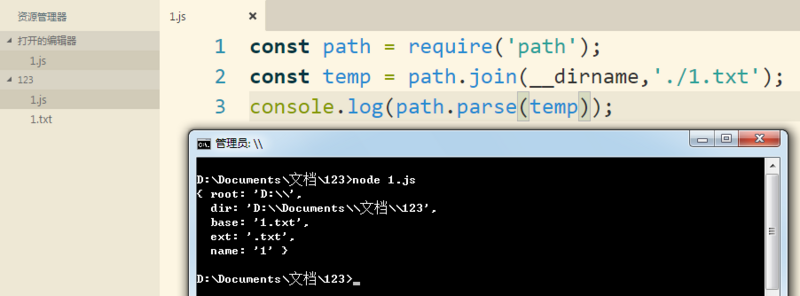 资源管理器
打开的编辑器
1.js
123
1.js
1.txt
1.js ×
1 const path = require('path');
2 const temp = path.join(__dirname,'./1.txt');
3 console.log(path.parse(temp));
管理员: \\
D:\Documents\文档\123>node 1.js
{ root: 'D:\\',
dir: 'D:\\Documents\\文档\\123',
base: '1.txt',
ext: '.txt',
name: '1' }
D:\Documents\文档\123>